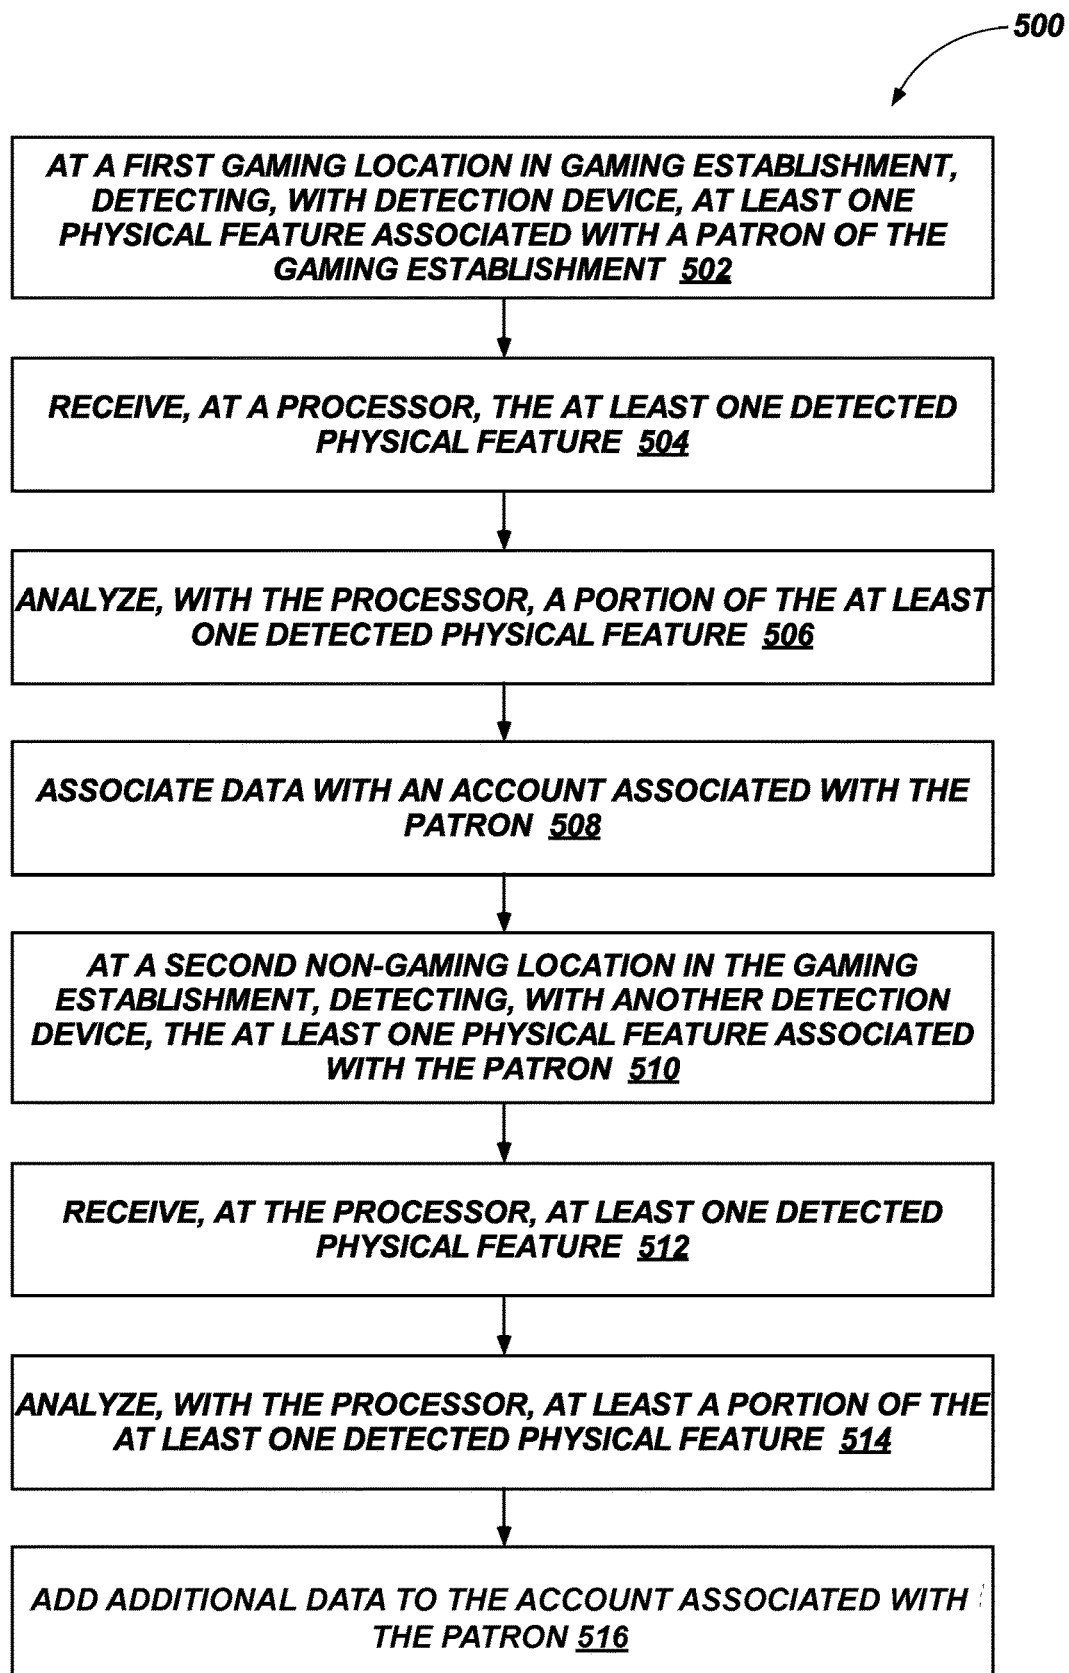 500
AT A FIRST GAMING LOCATION IN GAMING ESTABLISHMENT,
DETECTING, WITH DETECTION DEVICE, AT LEAST ONE
PHYSICAL FEATURE ASSOCIATED WITH A PATRON OF THE
GAMING ESTABLISHMENT 502
RECEIVE, AT A PROCESSOR, THE AT LEAST ONE DETECTED
PHYSICAL FEATURE 504
ANALYZE, WITH THE PROCESSOR, A PORTION OF THE AT LEAST
ONE DETECTED PHYSICAL FEATURE 506
ASSOCIATE DATA WITH AN ACCOUNT ASSOCIATED WITH THE
PATRON 508
AT A SECOND NON-GAMING LOCATION IN THE GAMING
ESTABLISHMENT, DETECTING, WITH ANOTHER DETECTION
DEVICE, THE AT LEAST ONE PHYSICAL FEATURE ASSOCIATED
WITH THE PATRON 510
RECEIVE, AT THE PROCESSOR, AT LEAST ONE DETECTED
PHYSICAL FEATURE 512
ANALYZE, WITH THE PROCESSOR, AT LEAST A PORTION OF THE
AT LEAST ONE DETECTED PHYSICAL FEATURE 514
ADD ADDITIONAL DATA TO THE ACCOUNT ASSOCIATED WITH
THE PATRON 516